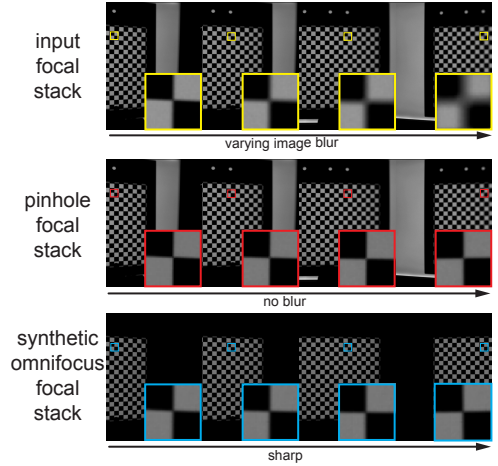 input
focal
stack
varying image blur
pinhole
focal
stack
no blur
synthetic
omnifocus
focal
stack
sharp